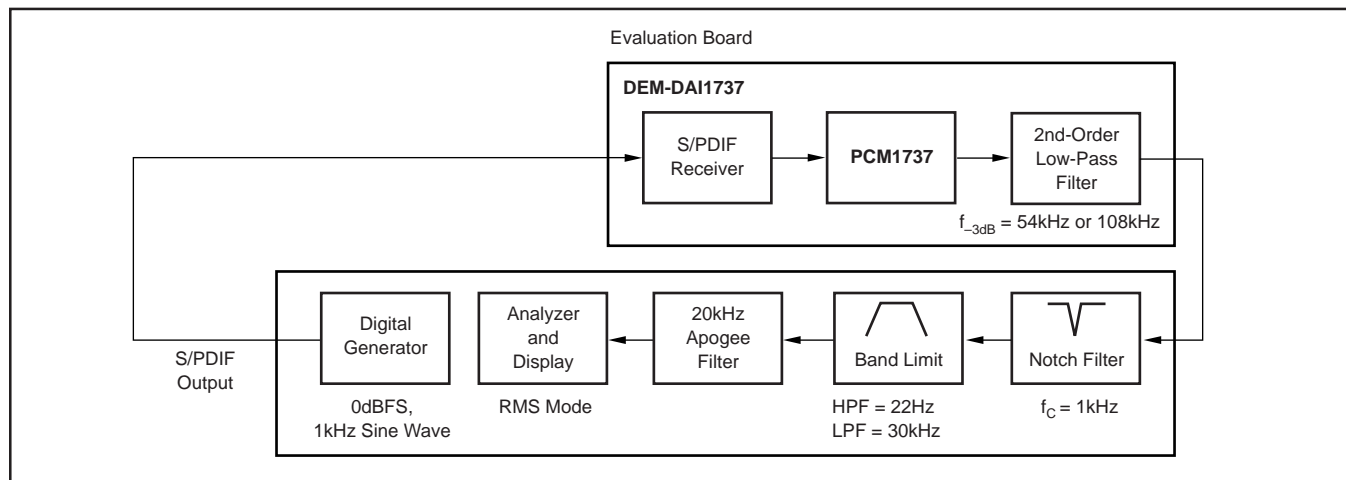 Evaluation Board
DEM-DAI1737
S/PDIF
Receiver
PCM1737
2nd-Order
Low-Pass
Filter
f–3dB = 54kHz or 108kHz
S/PDIF
Output
Digital
Generator
0dBFS,
1kHz Sine Wave
Analyzer
and
Display
RMS Mode
20kHz
Apogee
Filter
Band Limit
HPF = 22Hz
LPF = 30kHz
Notch Filter
fC = 1kHz